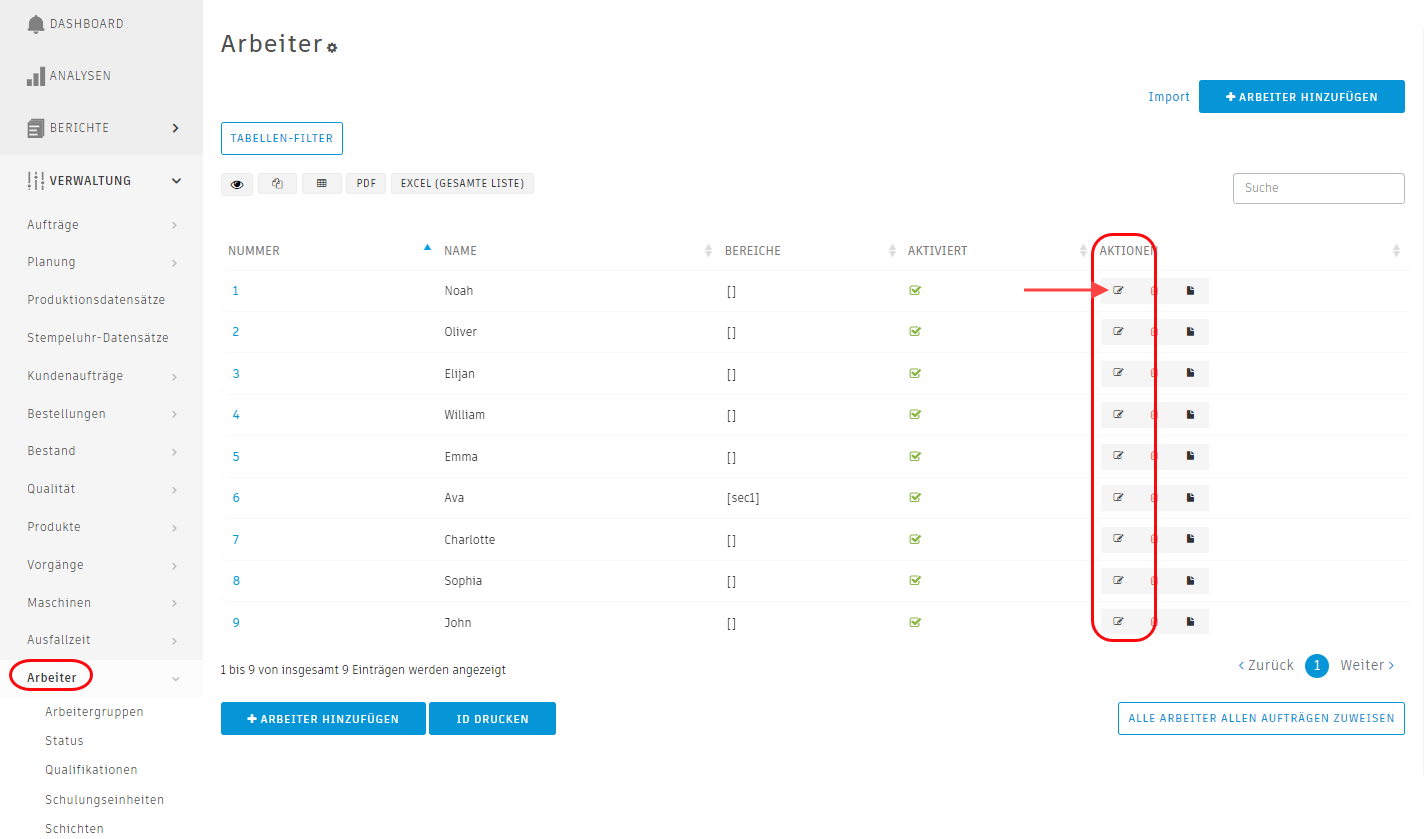 DASHBOARD
ANALYSEN
BERICHTE
VERWALTUNG
Aufträge
Planung
Produktionsdatensätze
Stempeluhr-Datensätze
Kundenaufträge
Bestellungen
Bestand
Qualität
Produkte
Vorgänge
Maschinen
Ausfallzeit
Arbeiter
Arbeitergruppen
Status
Qualifikationen
Schulungseinheiten
Schichten
Arbeiter
Import
ARBEITER HINZUFÜGEN
TABELLEN-FILTER
PDF EXCEL (GESAMTE LISTE)
Suche
NUMMER NAME BEREICHE AKTIVIERT AKTIONEN
1 Noah []
2 Oliver []
3 Elijan []
4 William []
5 Emma []
6 Ava [sec1]
7 Charlotte []
8 Sophia []
9 John []
1 bis 9 von insgesamt 9 Einträgen werden angezeigt
Zurück 1 Weiter
ARBEITER HINZUFÜGEN ID DRUCKEN
ALLE ARBEITER ALLEN AUFTRÄGEN ZUWEISEN